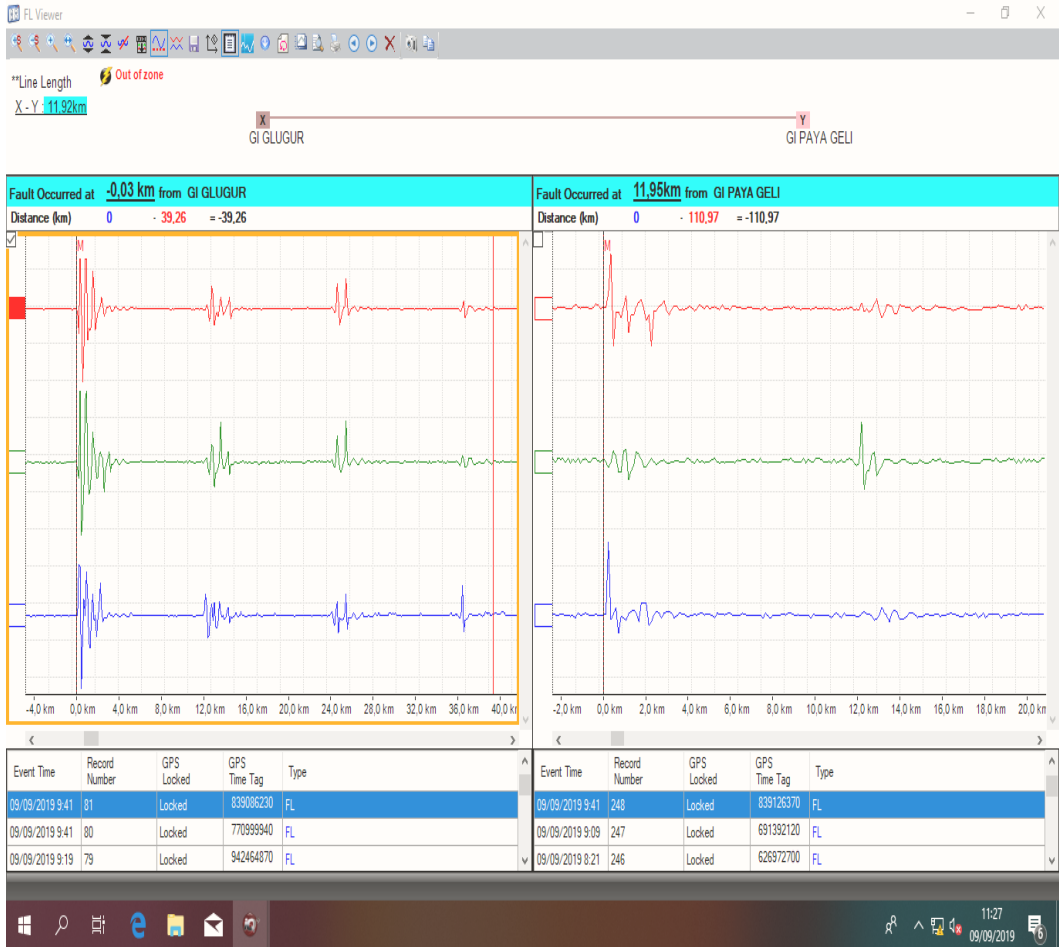 FL Viewer
**Line Length
Out of zone
X - Y : 11,92km
X
Y
GI GLUGUR
GI PAYA GELI
Fault Occurred at -0,03 km from GI GLUGUR
Distance (km) 0 - 39,26 = -39,26
M
-4,0 km 0,0 km 4,0 km 8,0 km 12,0 km 16,0 km 20,0 km 24,0 km 28,0 km 32,0 km 36,0 km 40,0 k
Event Time Record Number GPS Locked GPS Time Tag Type
09/09/2019 9:41 81 Locked 839086230 FL
09/09/2019 9:41 80 Locked 770999940 FL
09/09/2019 9:19 79 Locked 942464870 FL
Fault Occurred at 11,95km from GI PAYA GELI
Distance (km) 0 - 110,97 = -110,97
M
-2,0 km 0,0 km 2,0 km 4,0 km 6,0 km 8,0 km 10,0 km 12,0 km 14,0 km 16,0 km 18,0 km 20,0 km
Event Time Record Number GPS Locked GPS Time Tag Type
09/09/2019 9:41 248 Locked 839126370 FL
09/09/2019 9:09 247 Locked 691392120 FL
09/09/2019 8:21 246 Locked 626972700 FL
11:27
09/09/2019
6